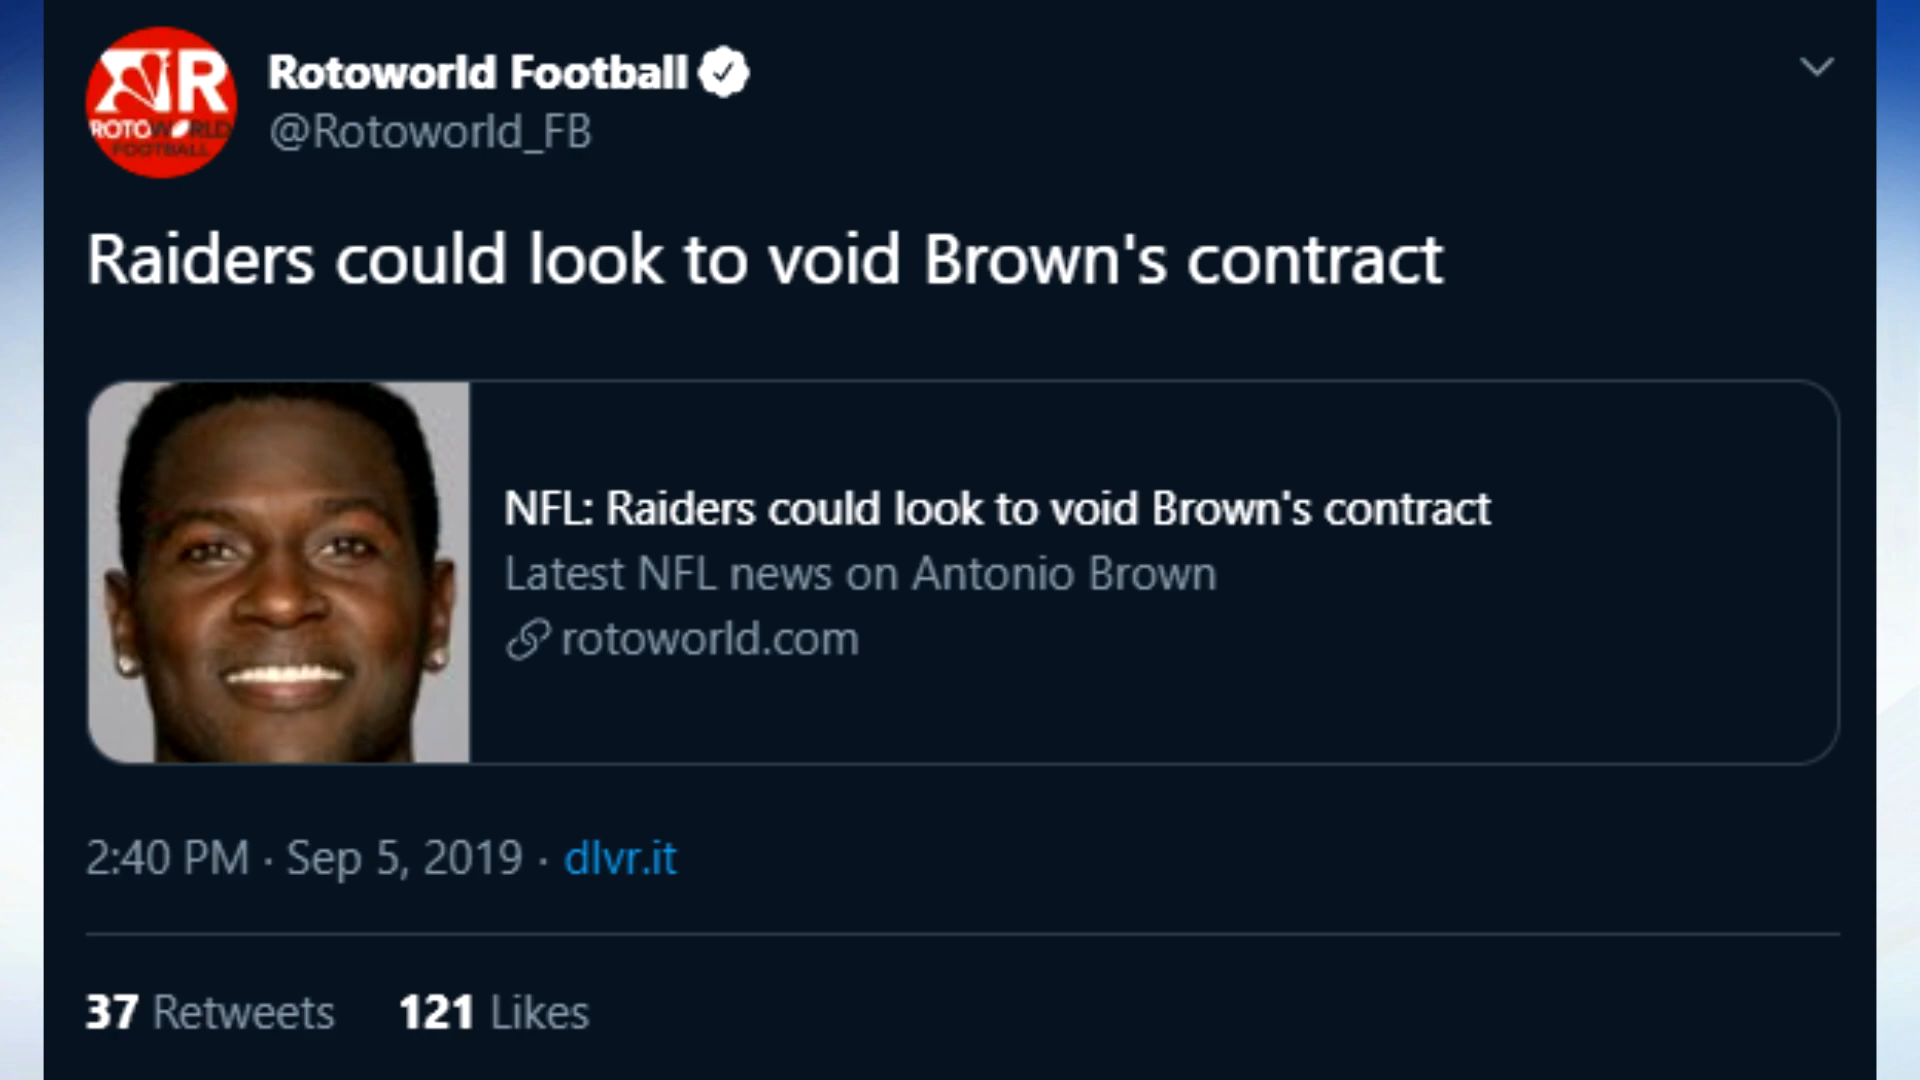 R
ROTOWORLD
FOOTBALL
Rotoworld Football
@Rotoworld_FB
Raiders could look to void Brown's contract
NFL: Raiders could look to void Brown's contract
Latest NFL news on Antonio Brown
rotoworld.com
2:40 PM · Sep 5, 2019 · dlvr.it
37 Retweets 121 Likes